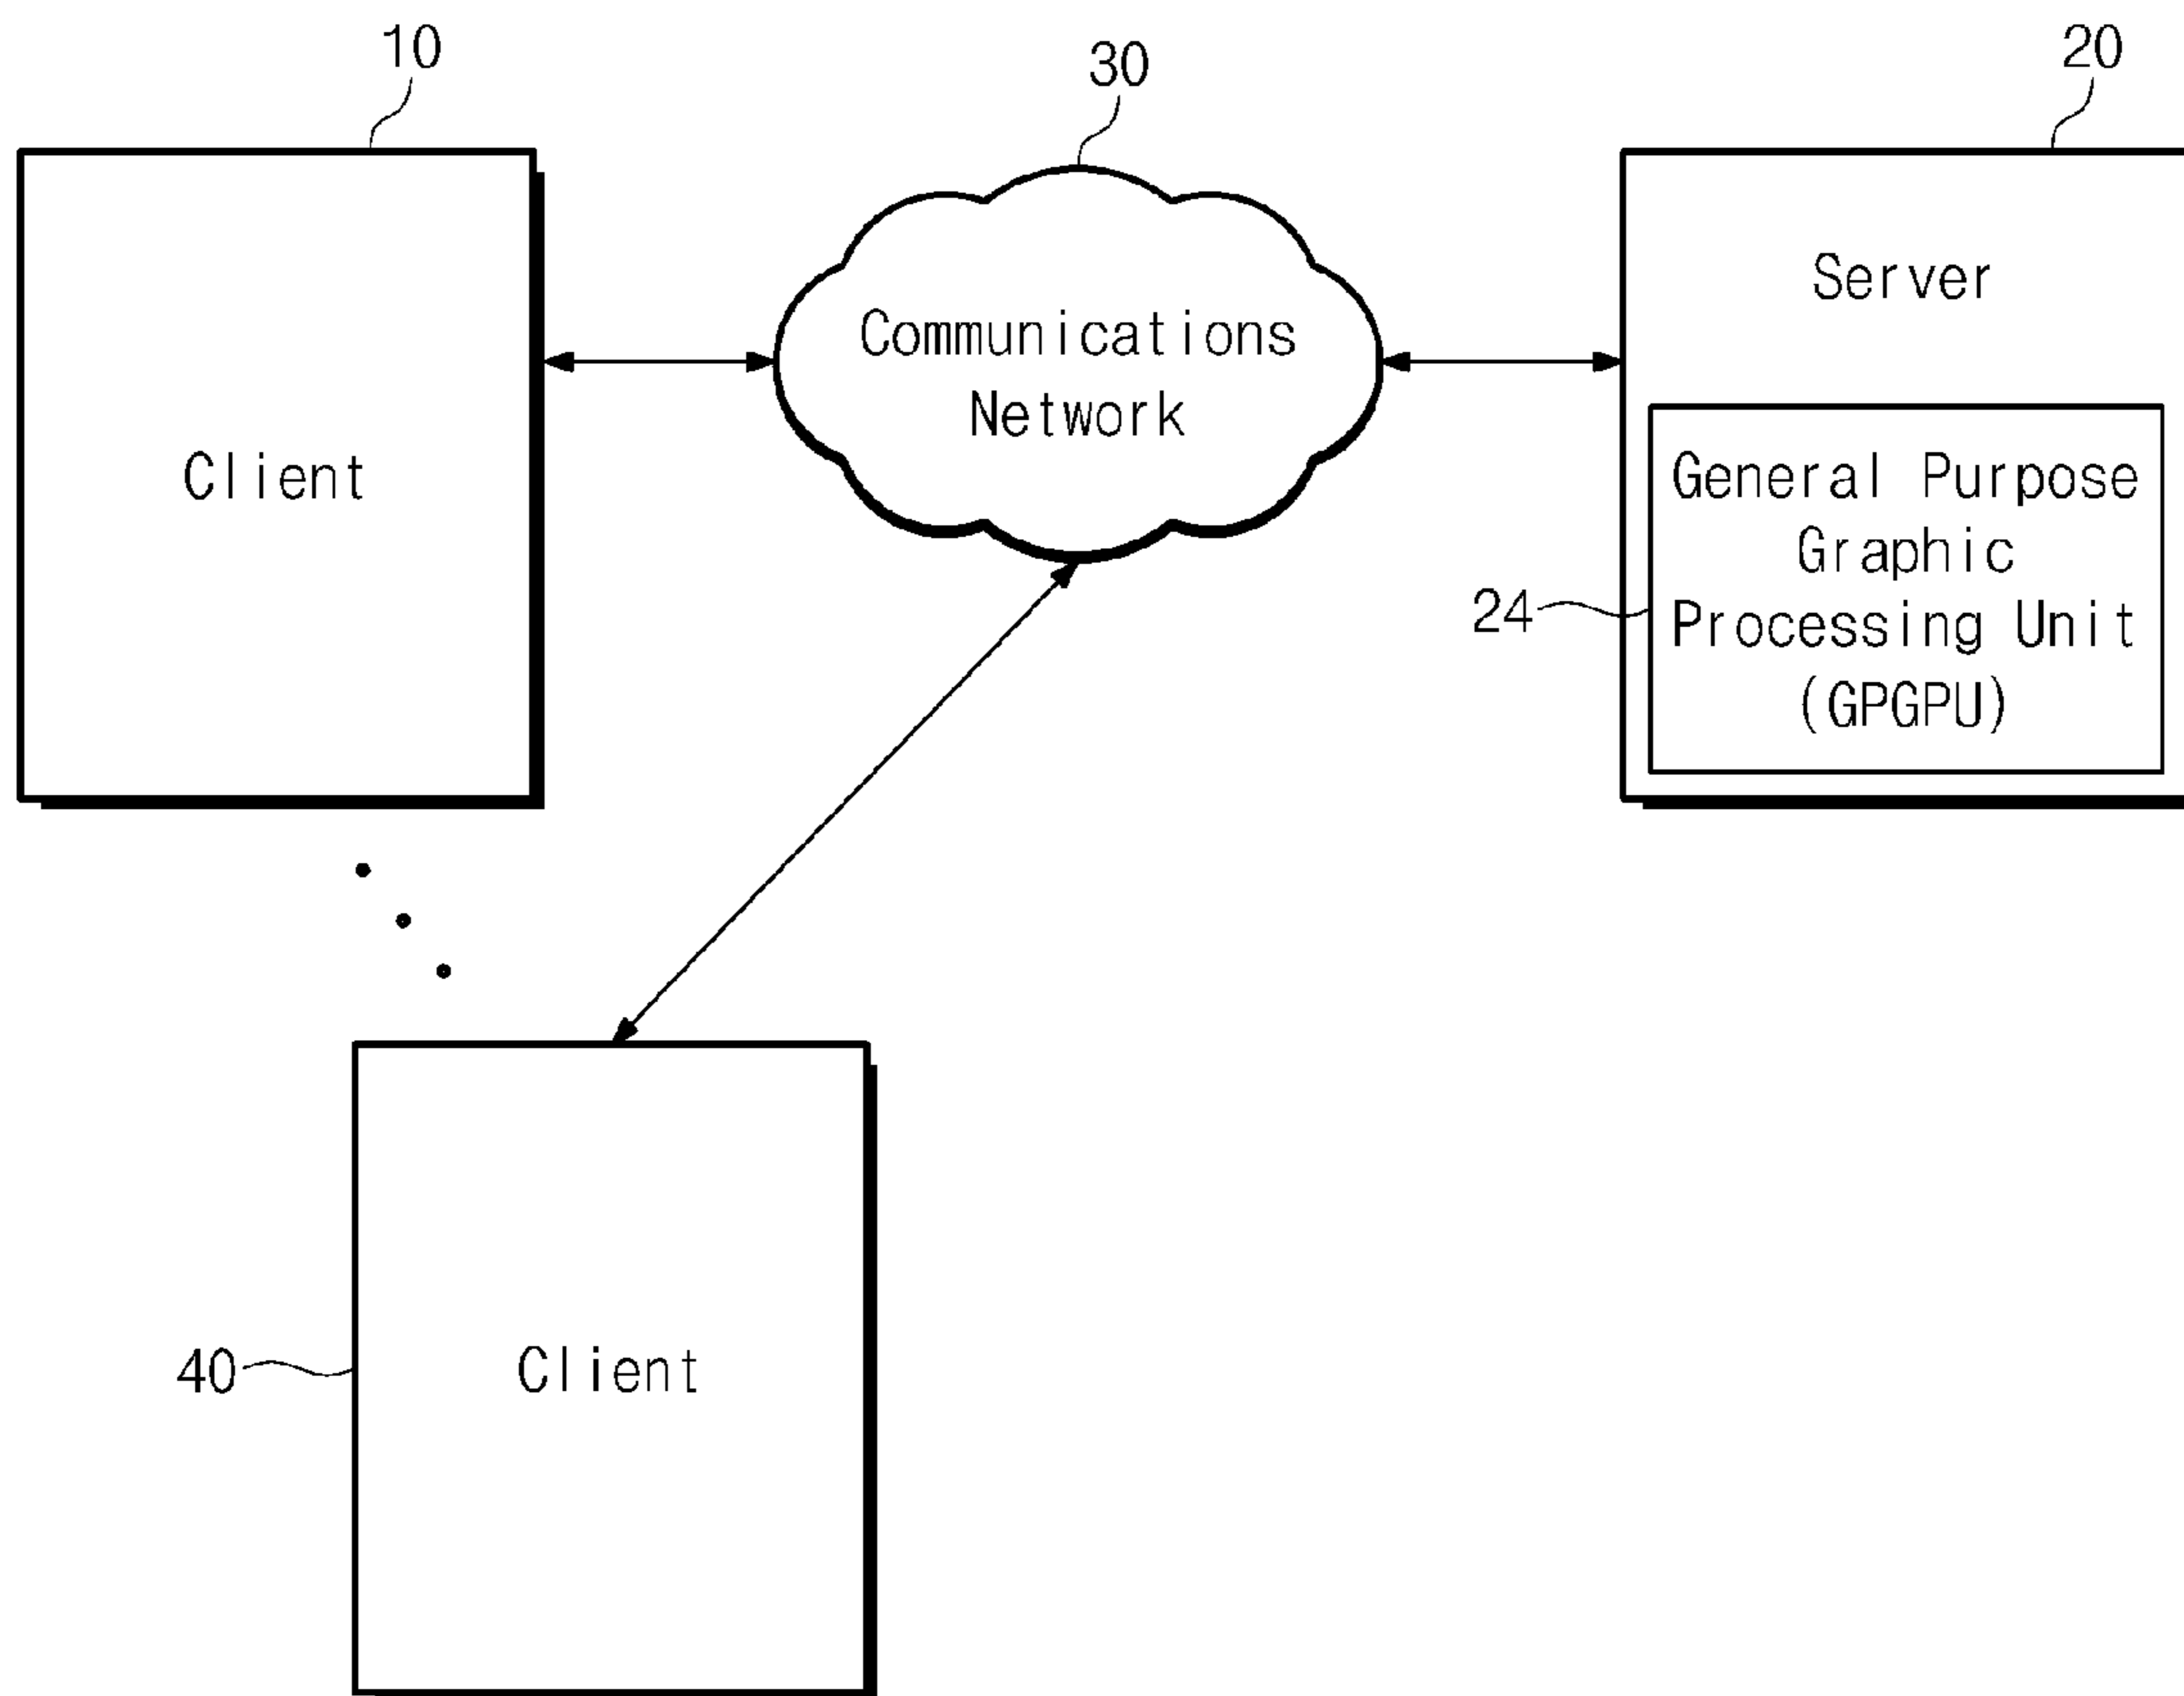 10
30
20
Client
Communications
Network
Server
General Purpose
Graphic
Processing Unit
(GPGPU)
24
40
Client